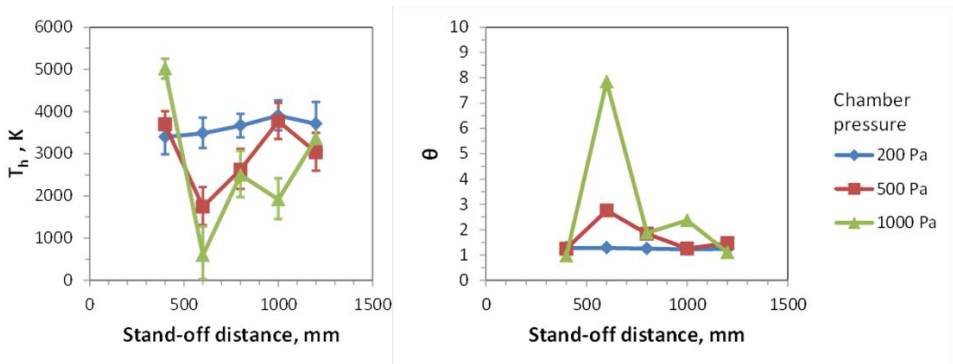 6000
5000
4000
3000
2000
1000
0
T_h , K
0 500 1000 1500
Stand-off distance, mm
10
9
8
7
6
5
4
3
2
1
0
θ
0 500 1000 1500
Stand-off distance, mm
Chamber
pressure
200 Pa
500 Pa
1000 Pa